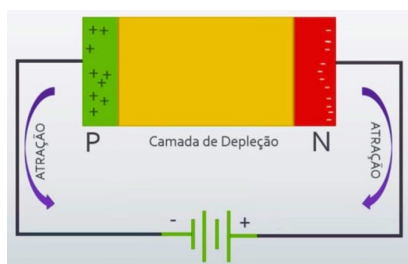 P
Camada de Depleção
N
ATRAÇÃO
ATRAÇÃO
- +